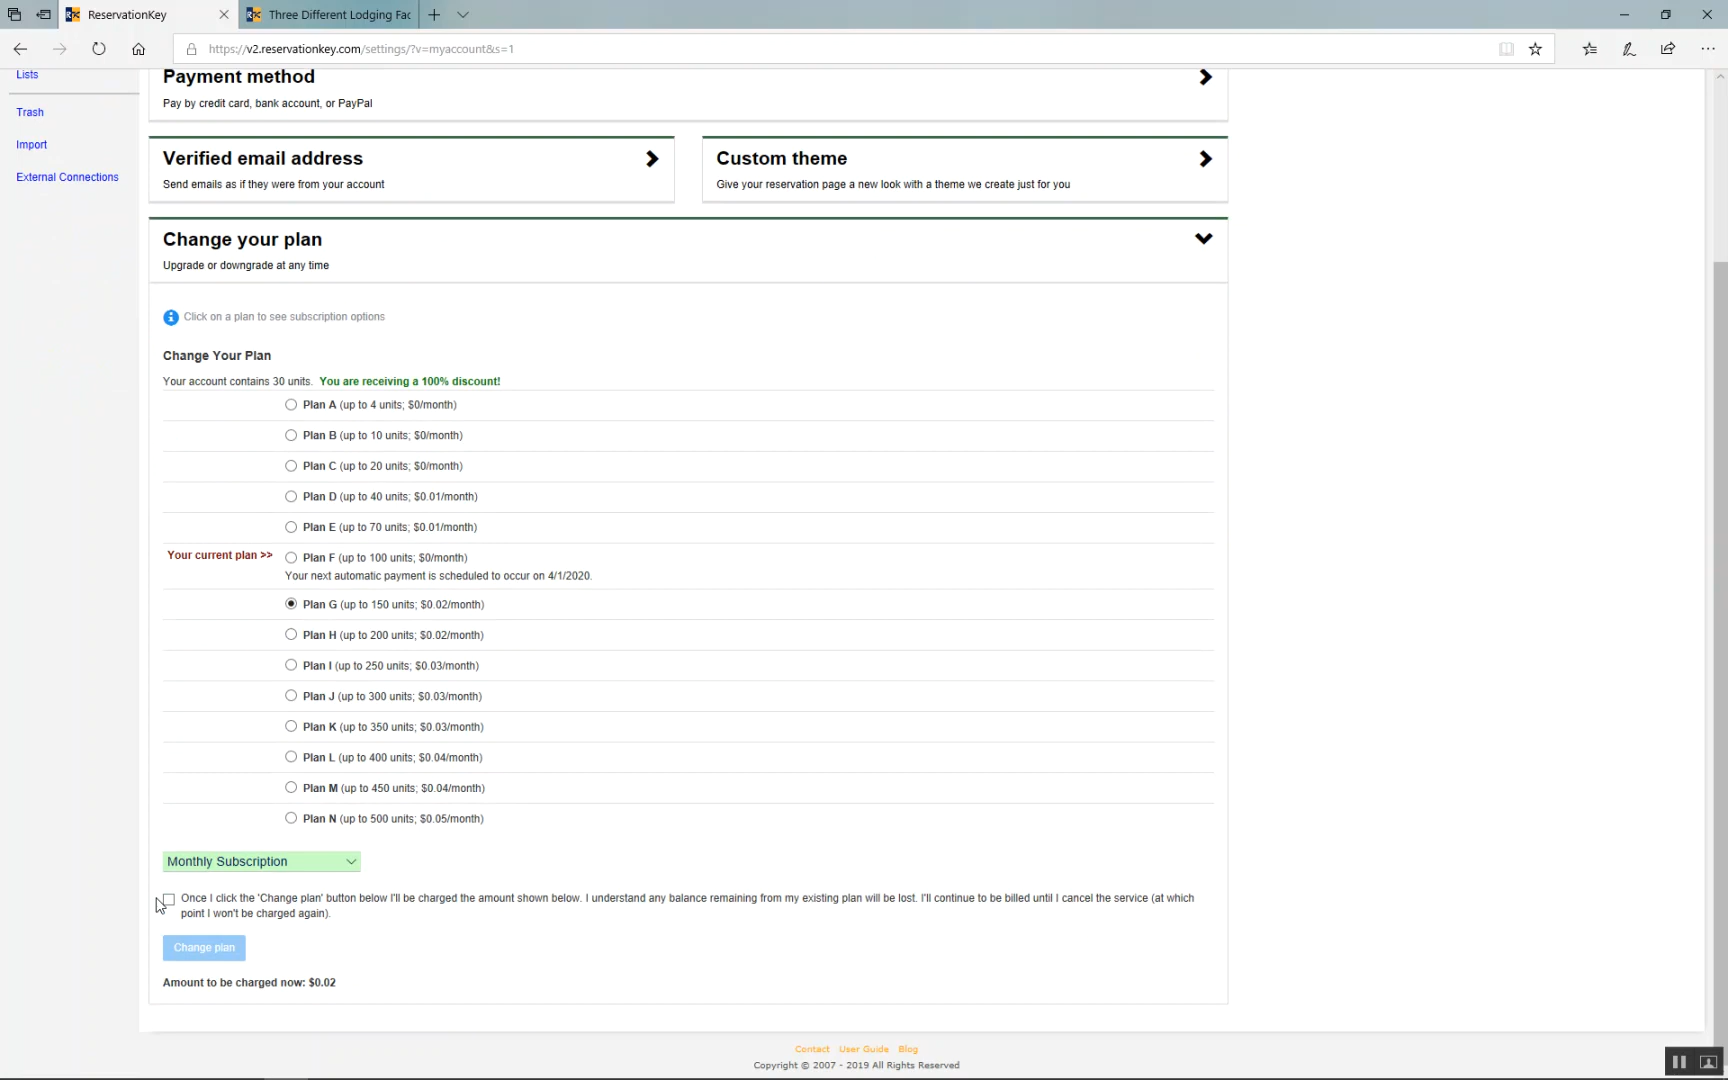 ReservationKey
Three Different Lodging Fac
https://v2.reservationkey.com/settings/?v=myaccount&s=1
Lists
Trash
Import
External Connections
Payment method
Pay by credit card, bank account, or PayPal
Verified email address
Send emails as if they were from your account
Custom theme
Give your reservation page a new look with a theme we create just for you
Change your plan
Upgrade or downgrade at any time
Click on a plan to see subscription options
Change Your Plan
Your account contains 30 units. You are receiving a 100% discount!
Plan A (up to 4 units; $0/month)
Plan B (up to 10 units; $0/month)
Plan C (up to 20 units; $0/month)
Plan D (up to 40 units; $0.01/month)
Plan E (up to 70 units; $0.01/month)
Your current plan >> Plan F (up to 100 units; $0/month)
Your next automatic payment is scheduled to occur on 4/1/2020.
Plan G (up to 150 units; $0.02/month)
Plan H (up to 200 units; $0.02/month)
Plan I (up to 250 units; $0.03/month)
Plan J (up to 300 units; $0.03/month)
Plan K (up to 350 units; $0.03/month)
Plan L (up to 400 units; $0.04/month)
Plan M (up to 450 units; $0.04/month)
Plan N (up to 500 units; $0.05/month)
Monthly Subscription
Once I click the 'Change plan' button below I'll be charged the amount shown below. I understand any balance remaining from my existing plan will be lost. I'll continue to be billed until I cancel the service (at which
point I won't be charged again).
Change plan
Amount to be charged now: $0.02
Contact User Guide Blog
Copyright © 2007 - 2019 All Rights Reserved